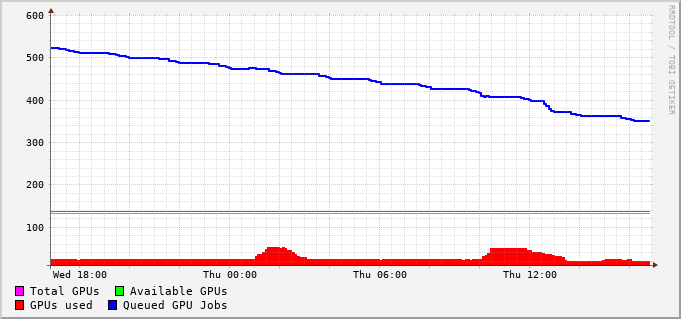 600
500
400
300
200
100
Wed 18:00 Thu 00:00 Thu 06:00 Thu 12:00
Total GPUs Available GPUs
GPUs used Queued GPU Jobs
RRDTOOL / TOBI OETIKER